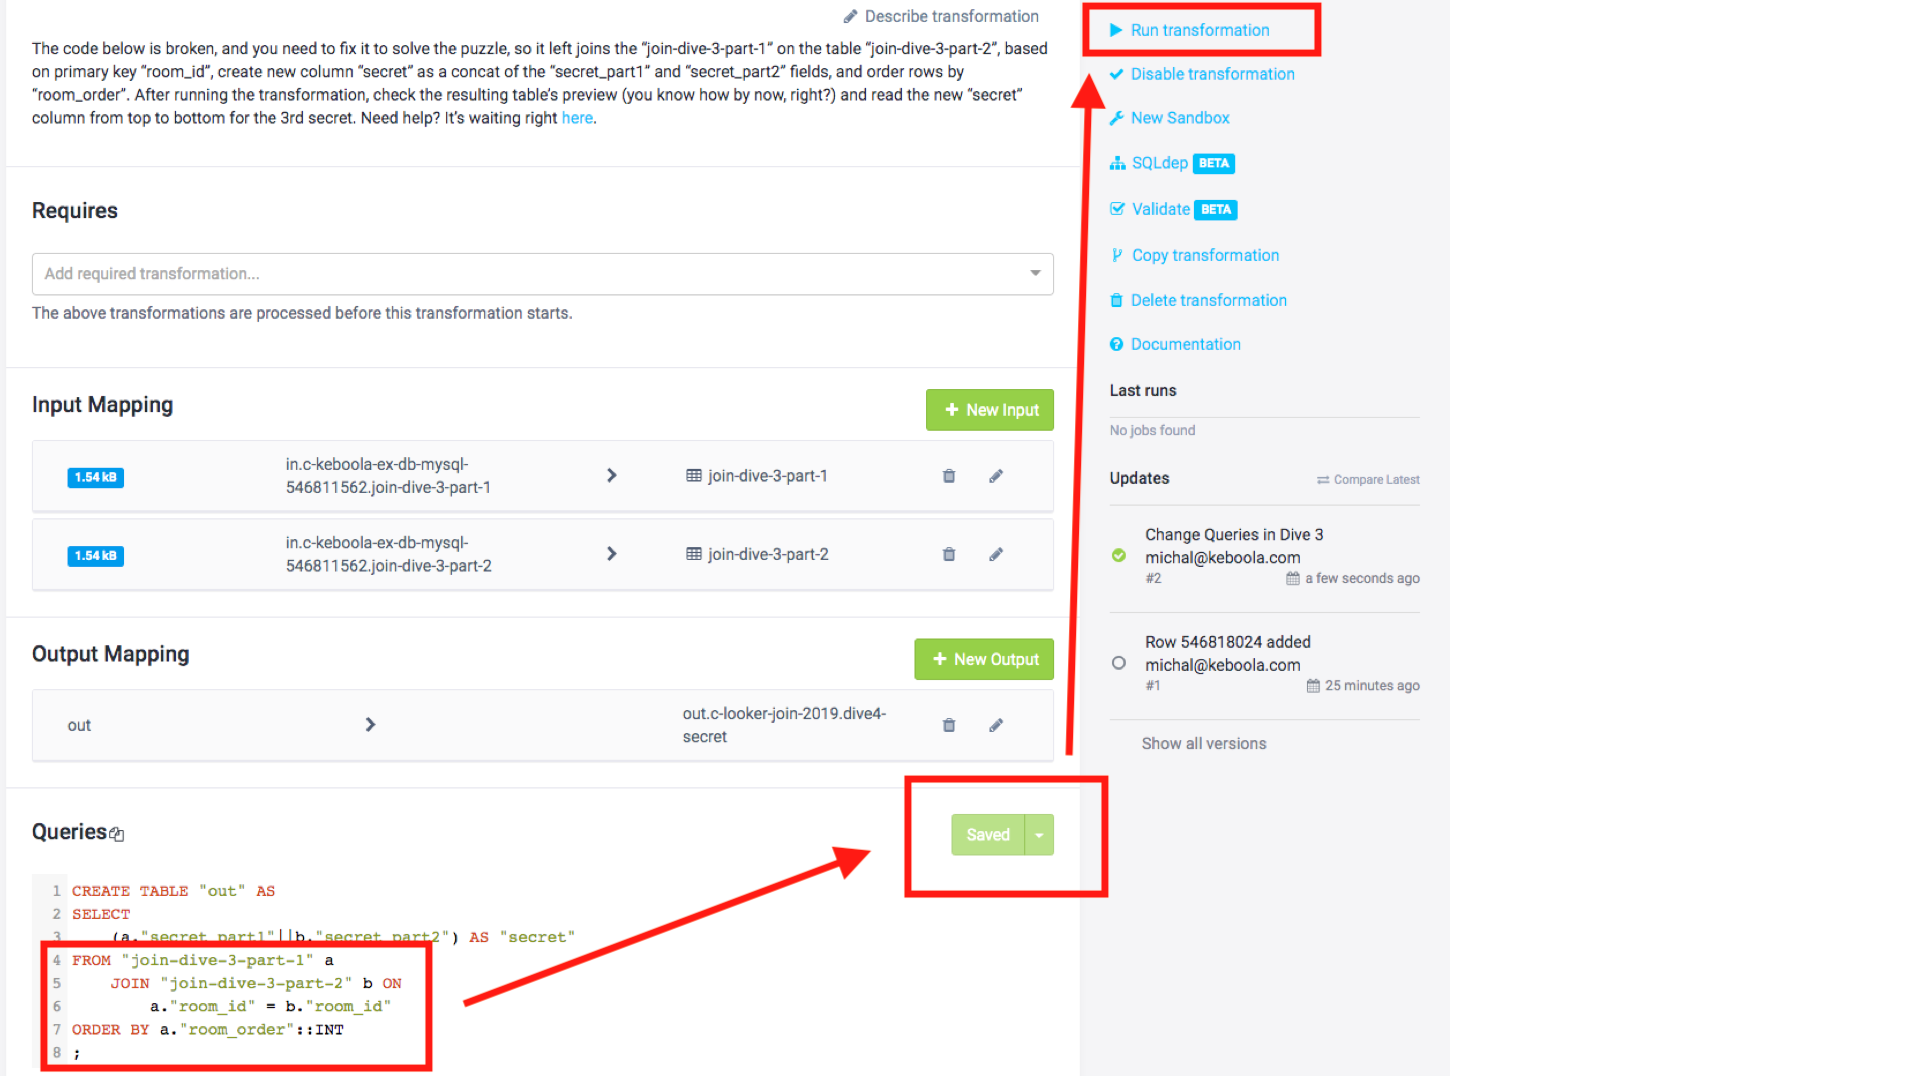 Describe transformation
The code below is broken, and you need to fix it to solve the puzzle, so it left joins the “join-dive-3-part-1” on the table “join-dive-3-part-2”, based
on primary key “room_id”, create new column “secret” as a concat of the “secret_part1” and “secret_part2” fields, and order rows by
“room_order”. After running the transformation, check the resulting table’s preview (you know how by now, right?) and read the new “secret”
column from top to bottom for the 3rd secret. Need help? It’s waiting right here.
Requires
Add required transformation...
The above transformations are processed before this transformation starts.
Input Mapping
New Input
1.54 kB
in.c-keboola-ex-db-mysql-
546811562.join-dive-3-part-1
join-dive-3-part-1
1.54 kB
in.c-keboola-ex-db-mysql-
546811562.join-dive-3-part-2
join-dive-3-part-2
Output Mapping
New Output
out
out.c-looker-join-2019.dive4-
secret
Queries
Saved
1 CREATE TABLE "out" AS
2 SELECT
3 (a."secret_part1"||b."secret_part2") AS "secret"
4 FROM "join-dive-3-part-1" a
5 JOIN "join-dive-3-part-2" b ON
6 a."room_id" = b."room_id"
7 ORDER BY a."room_order"::INT
8 ;
Run transformation
Disable transformation
New Sandbox
SQLdep BETA
Validate BETA
Copy transformation
Delete transformation
Documentation
Last runs
No jobs found
Updates
Compare Latest
Change Queries in Dive 3
michal@keboola.com
#2 a few seconds ago
Row 546818024 added
michal@keboola.com
#1 25 minutes ago
Show all versions